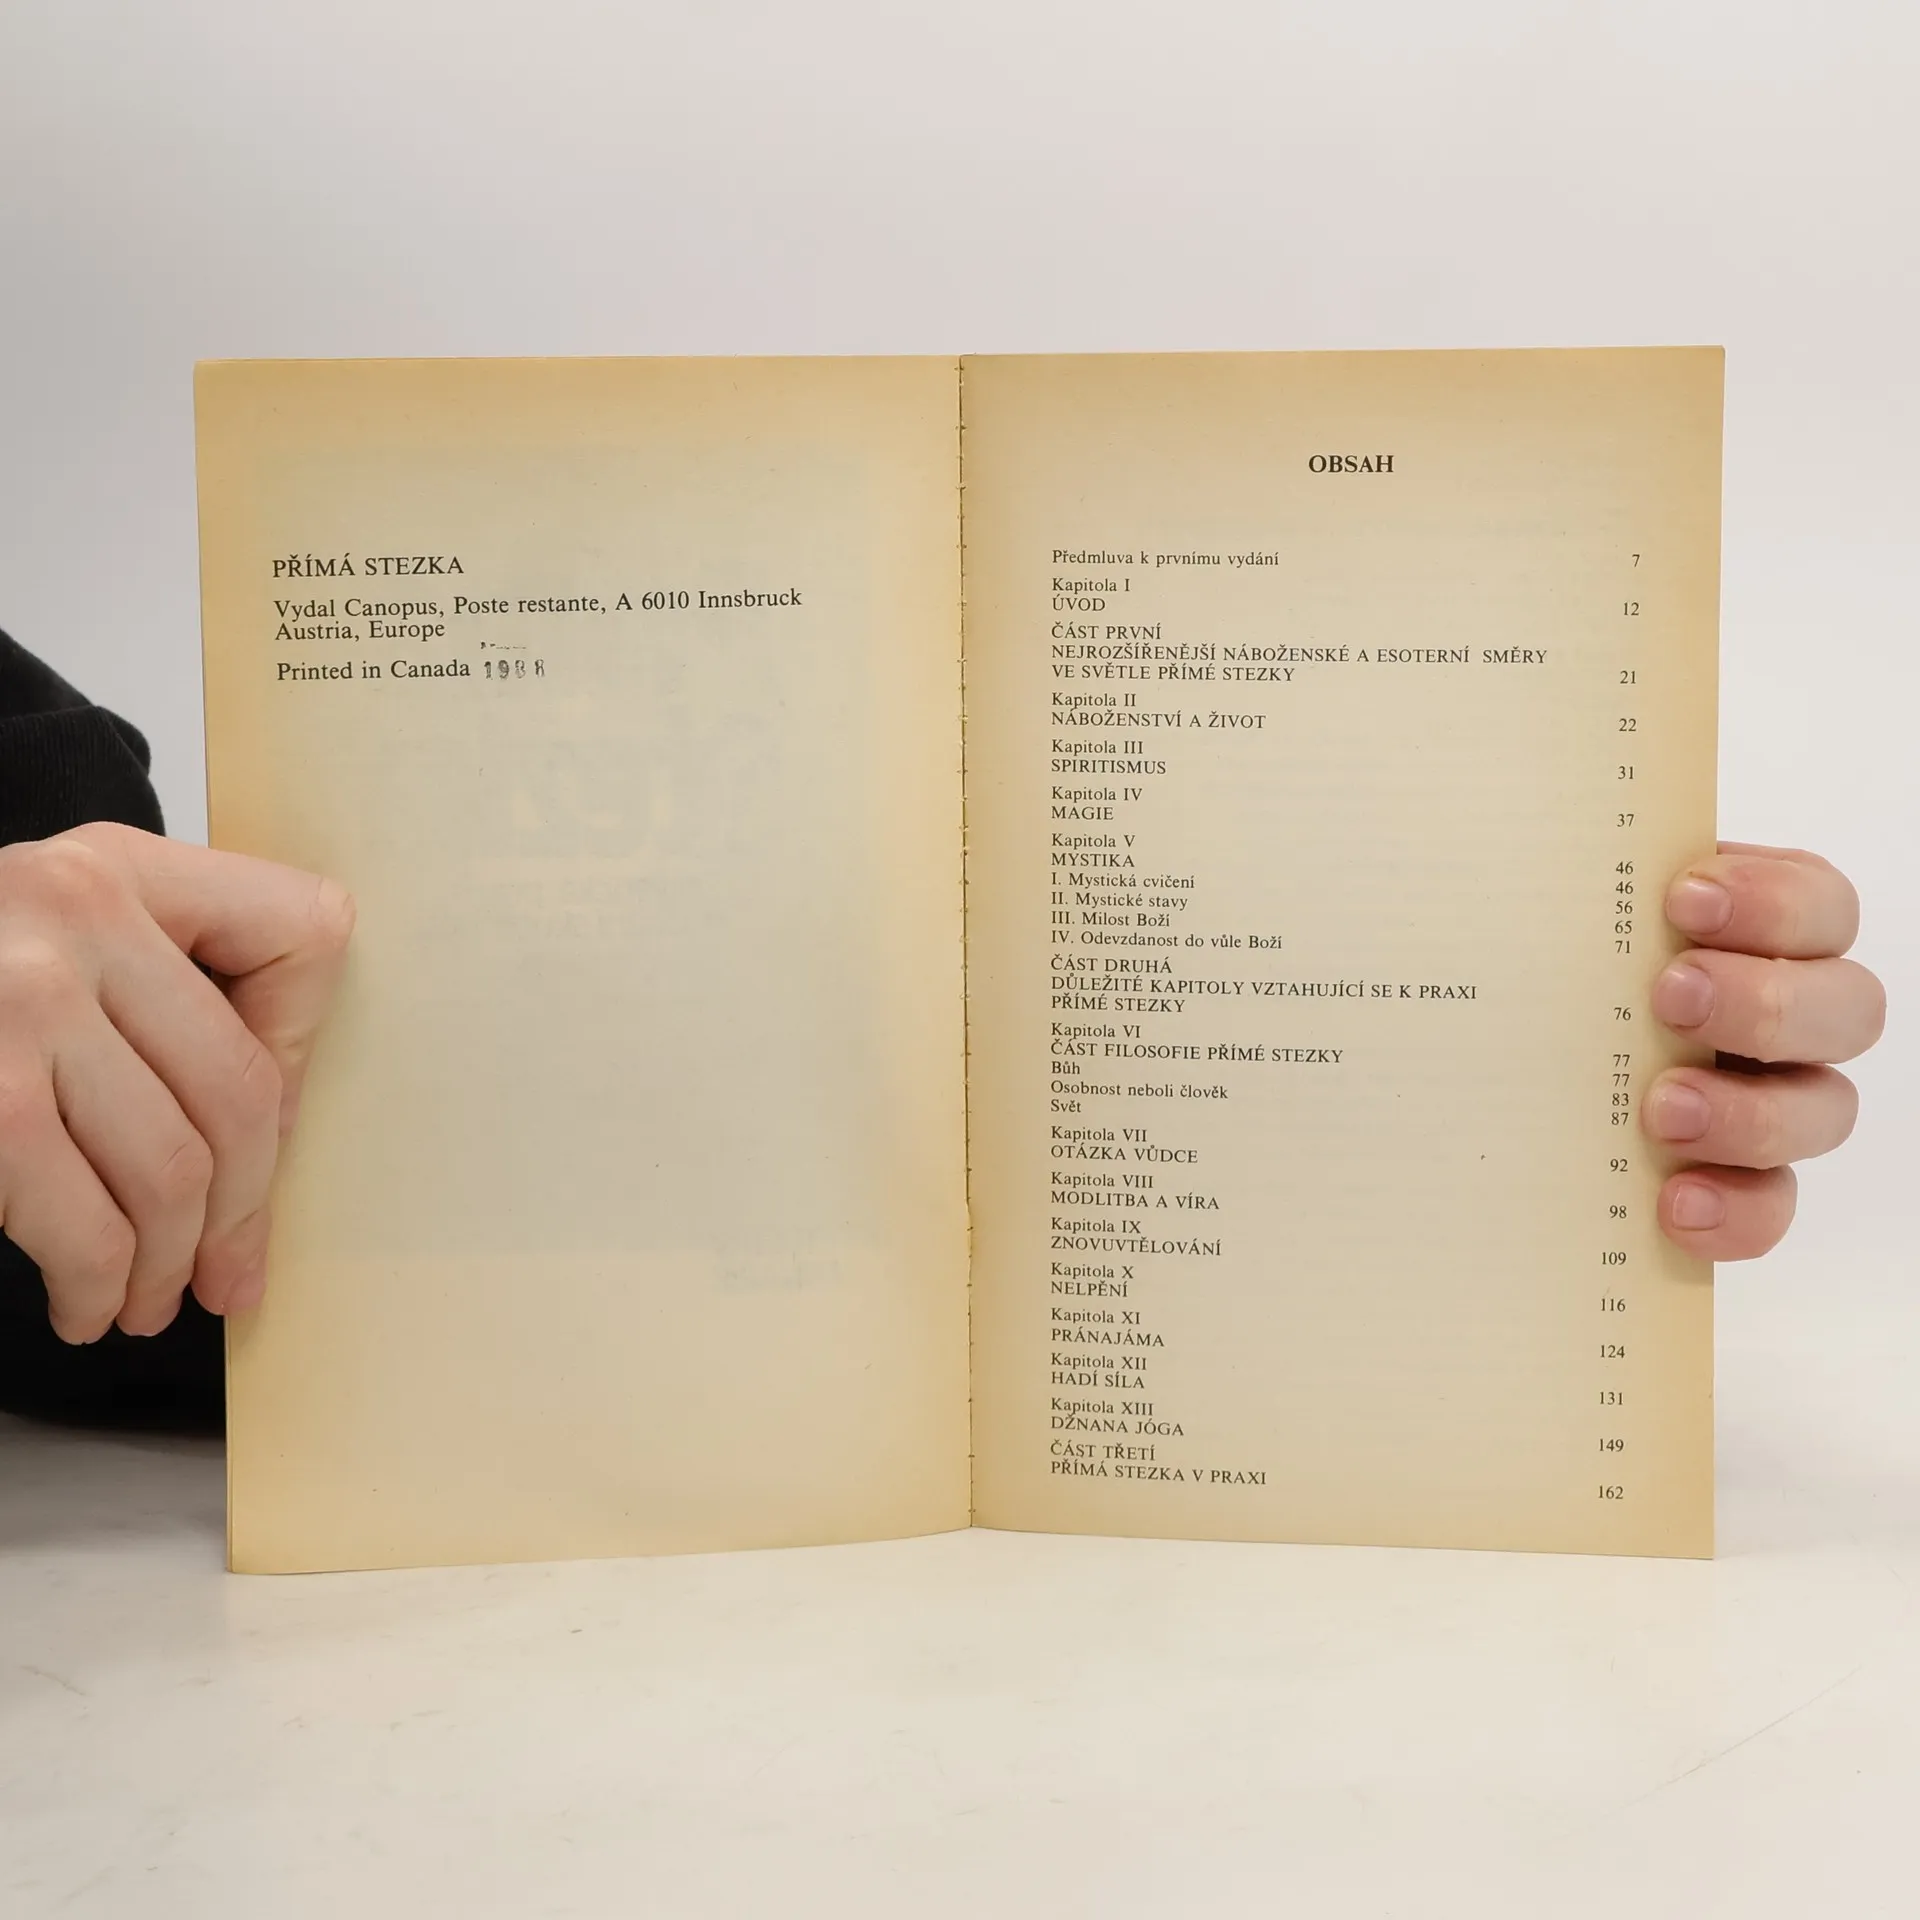 PŘÍMÁ STEZKA
Vydal Canopus, Poste restante, A 6010 Innsbruck
Austria, Europe
Printed in Canada 1988
OBSAH
Předmluva k prvnímu vydání 7
Kapitola I
ÚVOD 12
ČÁST PRVNÍ
NEJROZŠÍŘENĚJŠÍ NÁBOŽENSKÉ A ESOTERNÍ SMĚRY
VE SVĚTLE PŘÍMÉ STEZKY 21
Kapitola II
NÁBOŽENSTVÍ A ŽIVOT 22
Kapitola III
SPIRITISMUS 31
Kapitola IV
MAGIE 37
Kapitola V
MYSTIKA 46
I. Mystická cvičení 46
II. Mystické stavy 56
III. Milost Boží 65
IV. Odevzdanost do vůle Boží 71
ČÁST DRUHÁ
DŮLEŽITÉ KAPITOLY VZTAHUJÍCÍ SE K PRAXI
PŘÍMÉ STEZKY 76
Kapitola VI
ČÁST FILOSOFIE PŘÍMÉ STEZKY 77
Bůh 77
Osobnost neboli člověk 83
Svět 87
Kapitola VII
OTÁZKA VŮDCE 92
Kapitola VIII
MODLITBA A VÍRA 98
Kapitola IX
ZNOVUVTĚLOVÁNÍ 109
Kapitola X
NELPĚNÍ 116
Kapitola XI
PRÁNAJÁMA 124
Kapitola XII
HADÍ SÍLA 131
Kapitola XIII
DŽNANA JÓGA 149
ČÁST TŘETÍ
PŘÍMÁ STEZKA V PRAXI 162